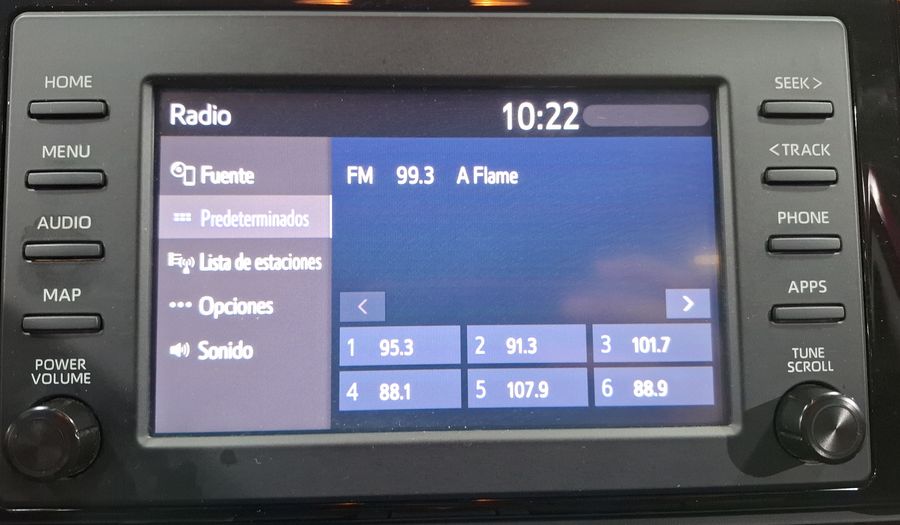 HOME
MENU
AUDIO
MAP
POWER
VOLUME
Radio 10:22
Fuente
Predeterminados
Lista de estaciones
Opciones
Sonido
FM 99.3 A Flame
< >
1 95.3 2 91.3 3 101.7
4 88.1 5 107.9 6 88.9
SEEK >
< TRACK
PHONE
APPS
TUNE
SCROLL